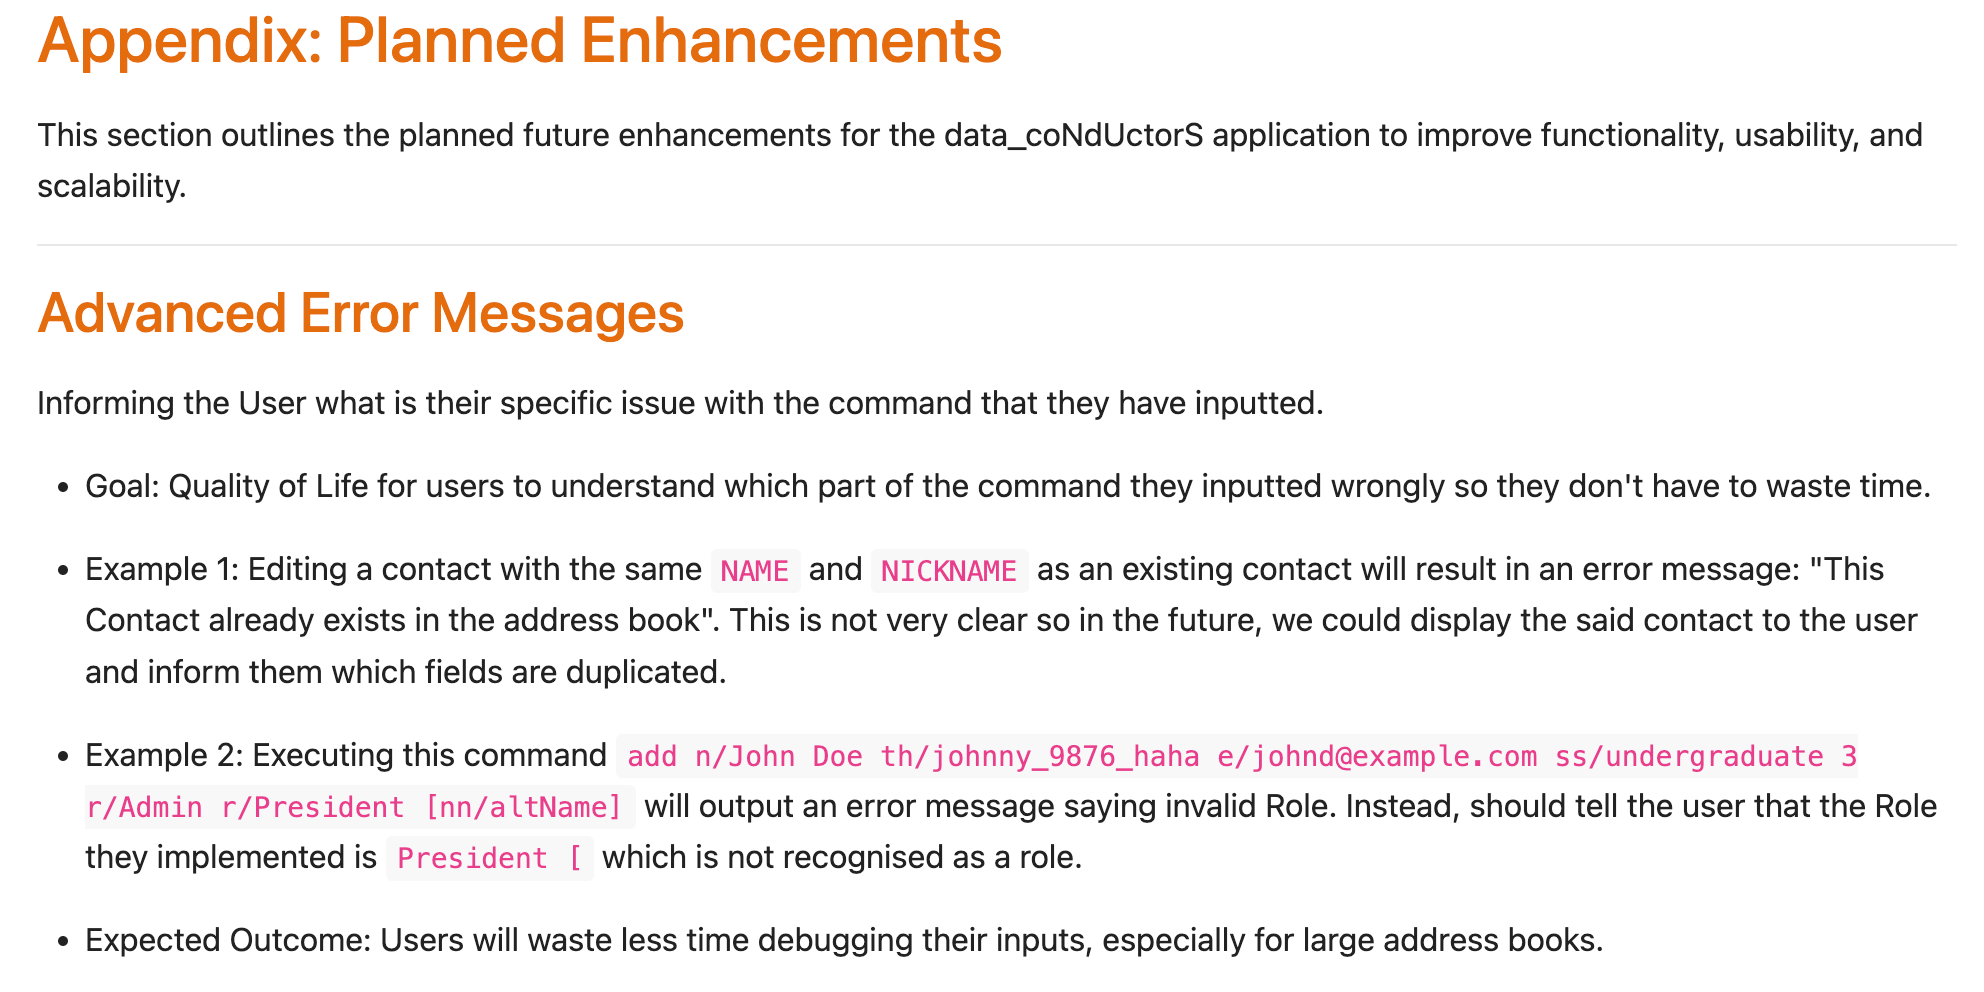 Appendix: Planned Enhancements
This section outlines the planned future enhancements for the data_coNdUctorS application to improve functionality, usability, and
scalability.
Advanced Error Messages
Informing the User what is their specific issue with the command that they have inputted.
• Goal: Quality of Life for users to understand which part of the command they inputted wrongly so they don't have to waste time.
• Example 1: Editing a contact with the same NAME and NICKNAME as an existing contact will result in an error message: "This
Contact already exists in the address book". This is not very clear so in the future, we could display the said contact to the user
and inform them which fields are duplicated.
• Example 2: Executing this command add n/John Doe th/johnny_9876_haha e/johnd@example.com ss/undergraduate 3
r/Admin r/President [nn/altName] will output an error message saying invalid Role. Instead, should tell the user that the Role
they implemented is President [ which is not recognised as a role.
• Expected Outcome: Users will waste less time debugging their inputs, especially for large address books.